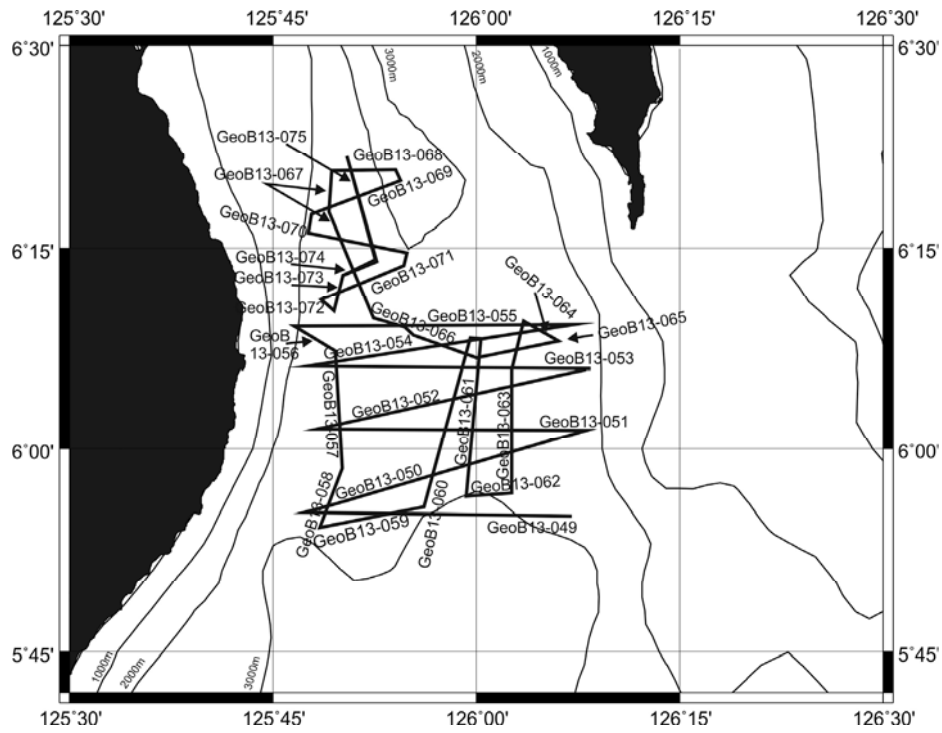 125˚30' 125˚45' 126˚00' 126˚15' 126˚30'
6˚30' 6˚30'
3000m
2000m
1000m
GeoB13-075
GeoB13-068
GeoB13-067
GeoB13-069
GeoB13-070
6˚15' 6˚15'
GeoB13-074
GeoB13-071
GeoB13-073
GeoB13-064
GeoB13-072
GeoB13-055
GeoB13-066
GeoB13-065
GeoB
13-056
GeoB13-054
GeoB13-053
GeoB13-052
GeoB13-057
GeoB13-061
GeoB13-063
GeoB13-051
6˚00' 6˚00'
GeoB13-050
GeoB13-058
GeoB13-062
GeoB13-060
GeoB13-059
GeoB13-049
5˚45' 5˚45'
1000m
2000m
3000m
125˚30' 125˚45' 126˚00' 126˚15' 126˚30'